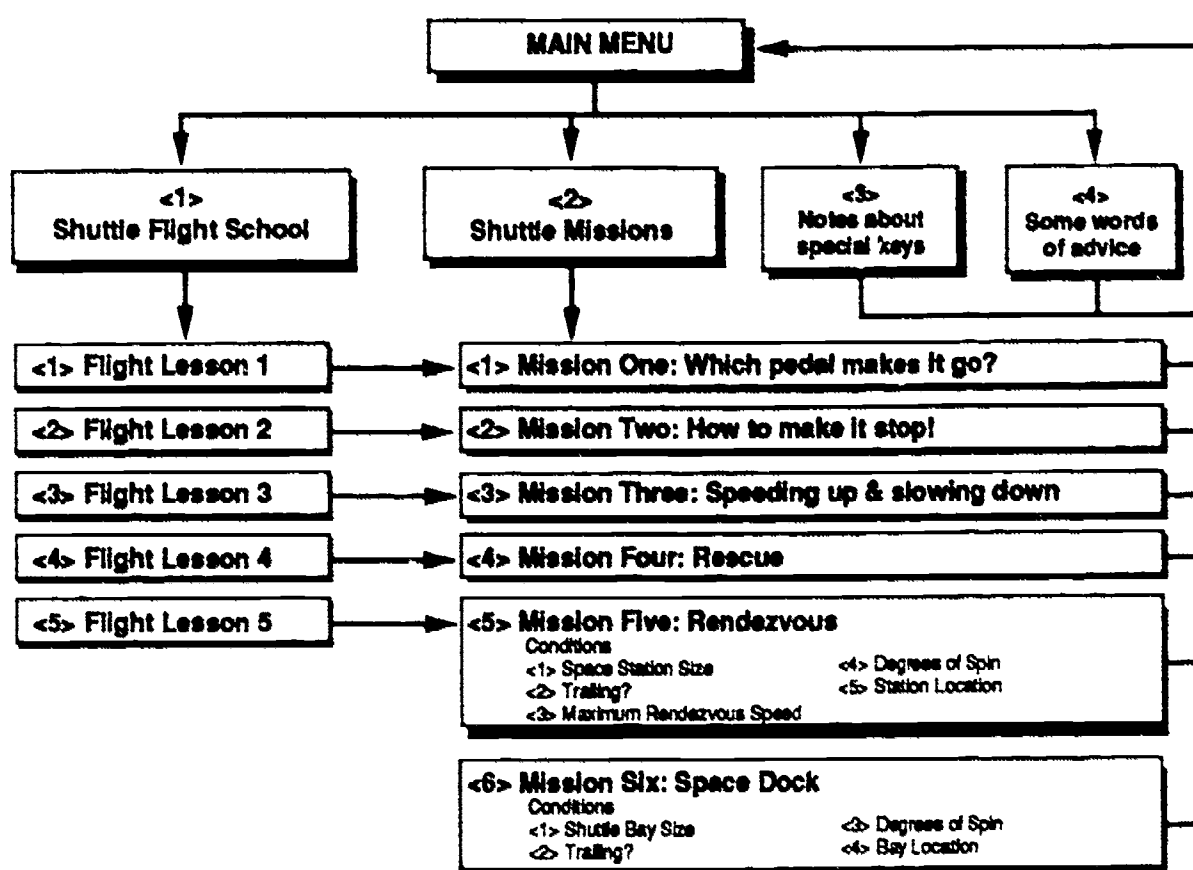 MAIN MENU
<1>
Shuttle Flight School
<2>
Shuttle Missions
<3>
Notes about
special keys
<4>
Some words
of advice
<1> Flight Lesson 1
<1> Mission One: Which pedal makes it go?
<2> Flight Lesson 2
<2> Mission Two: How to make it stop!
<3> Flight Lesson 3
<3> Mission Three: Speeding up & slowing down
<4> Flight Lesson 4
<4> Mission Four: Rescue
<5> Flight Lesson 5
<5> Mission Five: Rendezvous
Conditions
<1> Space Station Size
<2> Trailing?
<3> Maximum Rendezvous Speed
<4> Degrees of Spin
<5> Station Location
<6> Mission Six: Space Dock
Conditions
<1> Shuttle Bay Size
<2> Trailing?
<3> Degrees of Spin
<4> Bay Location